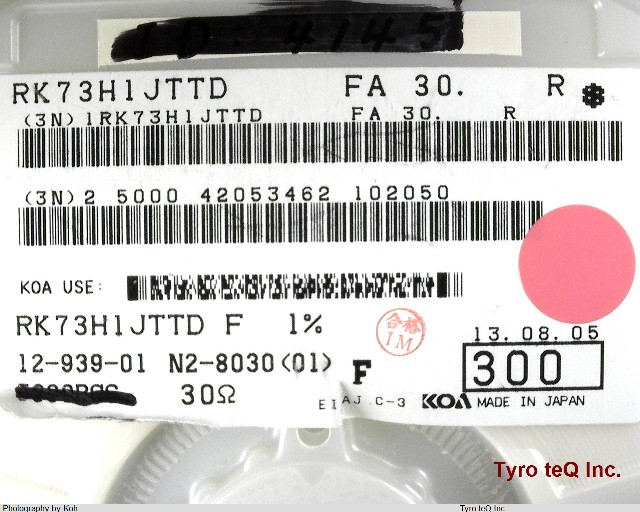 ID: 4145
RK73H1JTTD FA 30. R *
(3N)1RK73H1JTTD FA 30. R
(3N)2 5000 42053462 102050
KOA USE:
RK73H1JTTD F 1%
合格
IM
13.08.05
12-939-01 N2-8030(01) F
300
30Ω
EIAJ C-3 KOA MADE IN JAPAN
Tyro teQ Inc.
Photography by Koh
Tyro teQ Inc